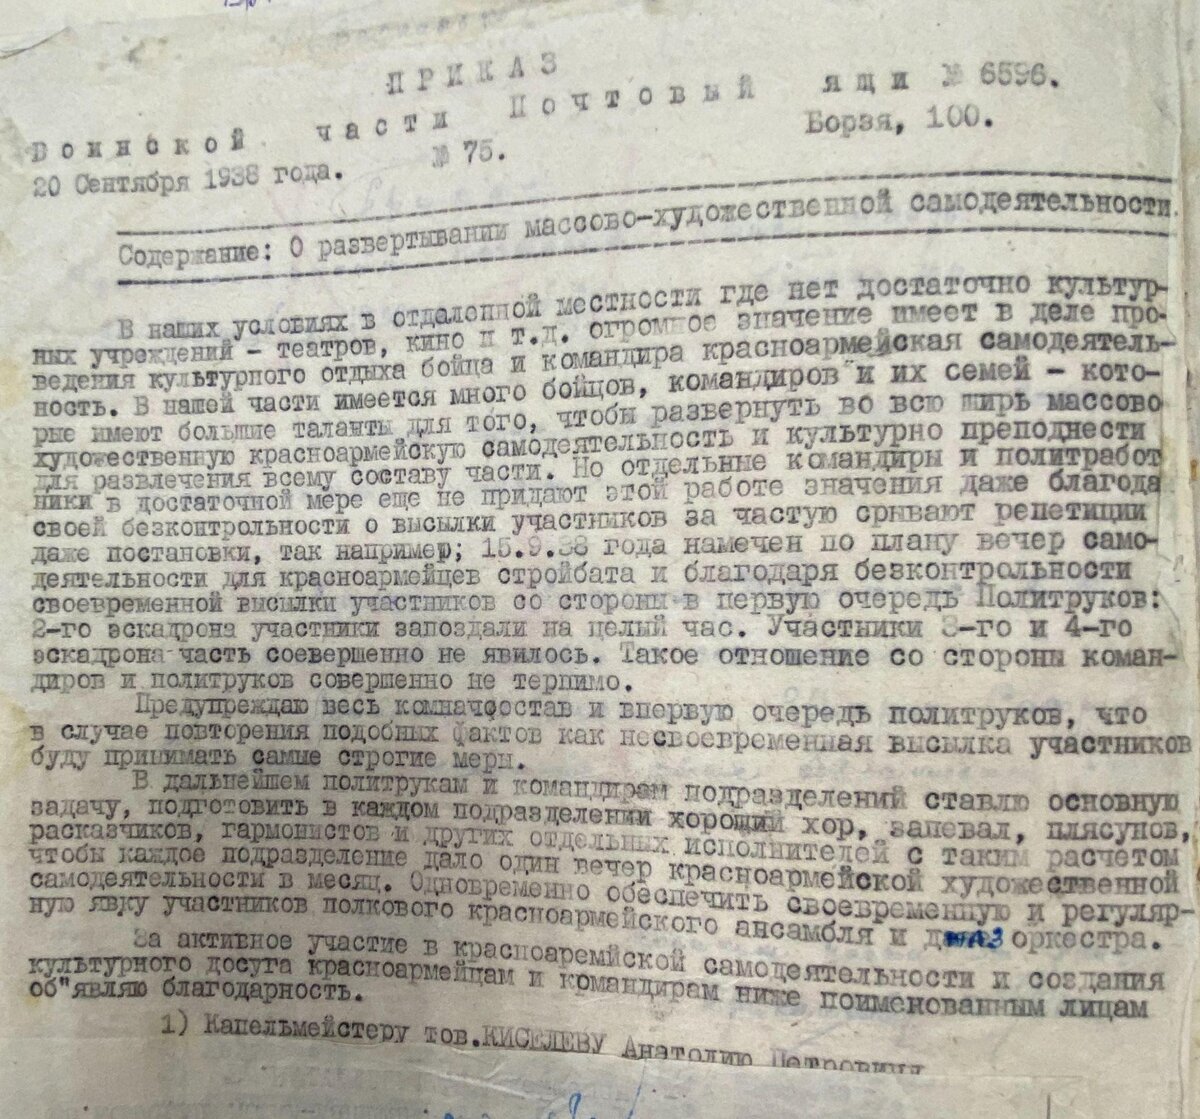 ПРИКАЗ
Воинской части Почтовый ящи № 6596.
20 Сентября 1938 года. № 75. Борзя, 100.
Содержание: О развертывании массово-художественной самодеятельности.
В наших условиях в отдаленной местности где нет достаточно культур-
ных учреждений - театров, кино и т.д. огромное значение имеет в деле про-
ведения культурного отдыха бойца и командира красноармейская самодеятель-
ность. В нашей части имеется много бойцов, командиров и их семей - кото-
рые имеют большие таланты для того, чтобы развернуть во всю ширь массово
художественную красноармейскую самодеятельность и культурно преподнести
для развлечения всему составу части. Но отдельные командиры и политработ
ники в достаточной мере еще не придают этой работе значения даже благода
своей безконтрольности о высылки участников за частую срывают репетиции
даже постановки, так например; 15.9.38 года намечен по плану вечер само-
деятельности для красноармейцев стройбата и благодаря безконтрольности
своевременной высылки участников со стороны в первую очередь Политруков:
2-го эскадрона участники запоздали на целый час. Участники 3-го и 4-го
эскадрона часть соевершенно не явилось. Такое отношение со стороны коман-
диров и политруков совершенно не терпимо.
Предупреждаю весь комначсостав и впервую очередь политруков, что
в случае повторения подобных фактов как несвоевременная высылка участников
буду принимать самые строгие меры.
В дальнейшем политрукам и командирам подразделений ставлю основную
задачу, подготовить в каждом подразделении хороший хор, запевал, плясунов,
расказчиков, гармонистов и других отдельных исполнителей с таким расчетом
чтобы каждое подразделение дало один вечер красноармейской художественной
самодеятельности в месяц. Одновременно обеспечить своевременную и регуляр-
ную явку участников полкового красноармейского ансамбля и джаз оркестра.
За активное участие в красноаремйской самодеятельности и создания
культурного досуга красноармейцам и командирам ниже поименованным лицам
об"являю благодарность.
1) Капельмейстеру тов.КИСЕЛЕВУ Анатолию Петровичу